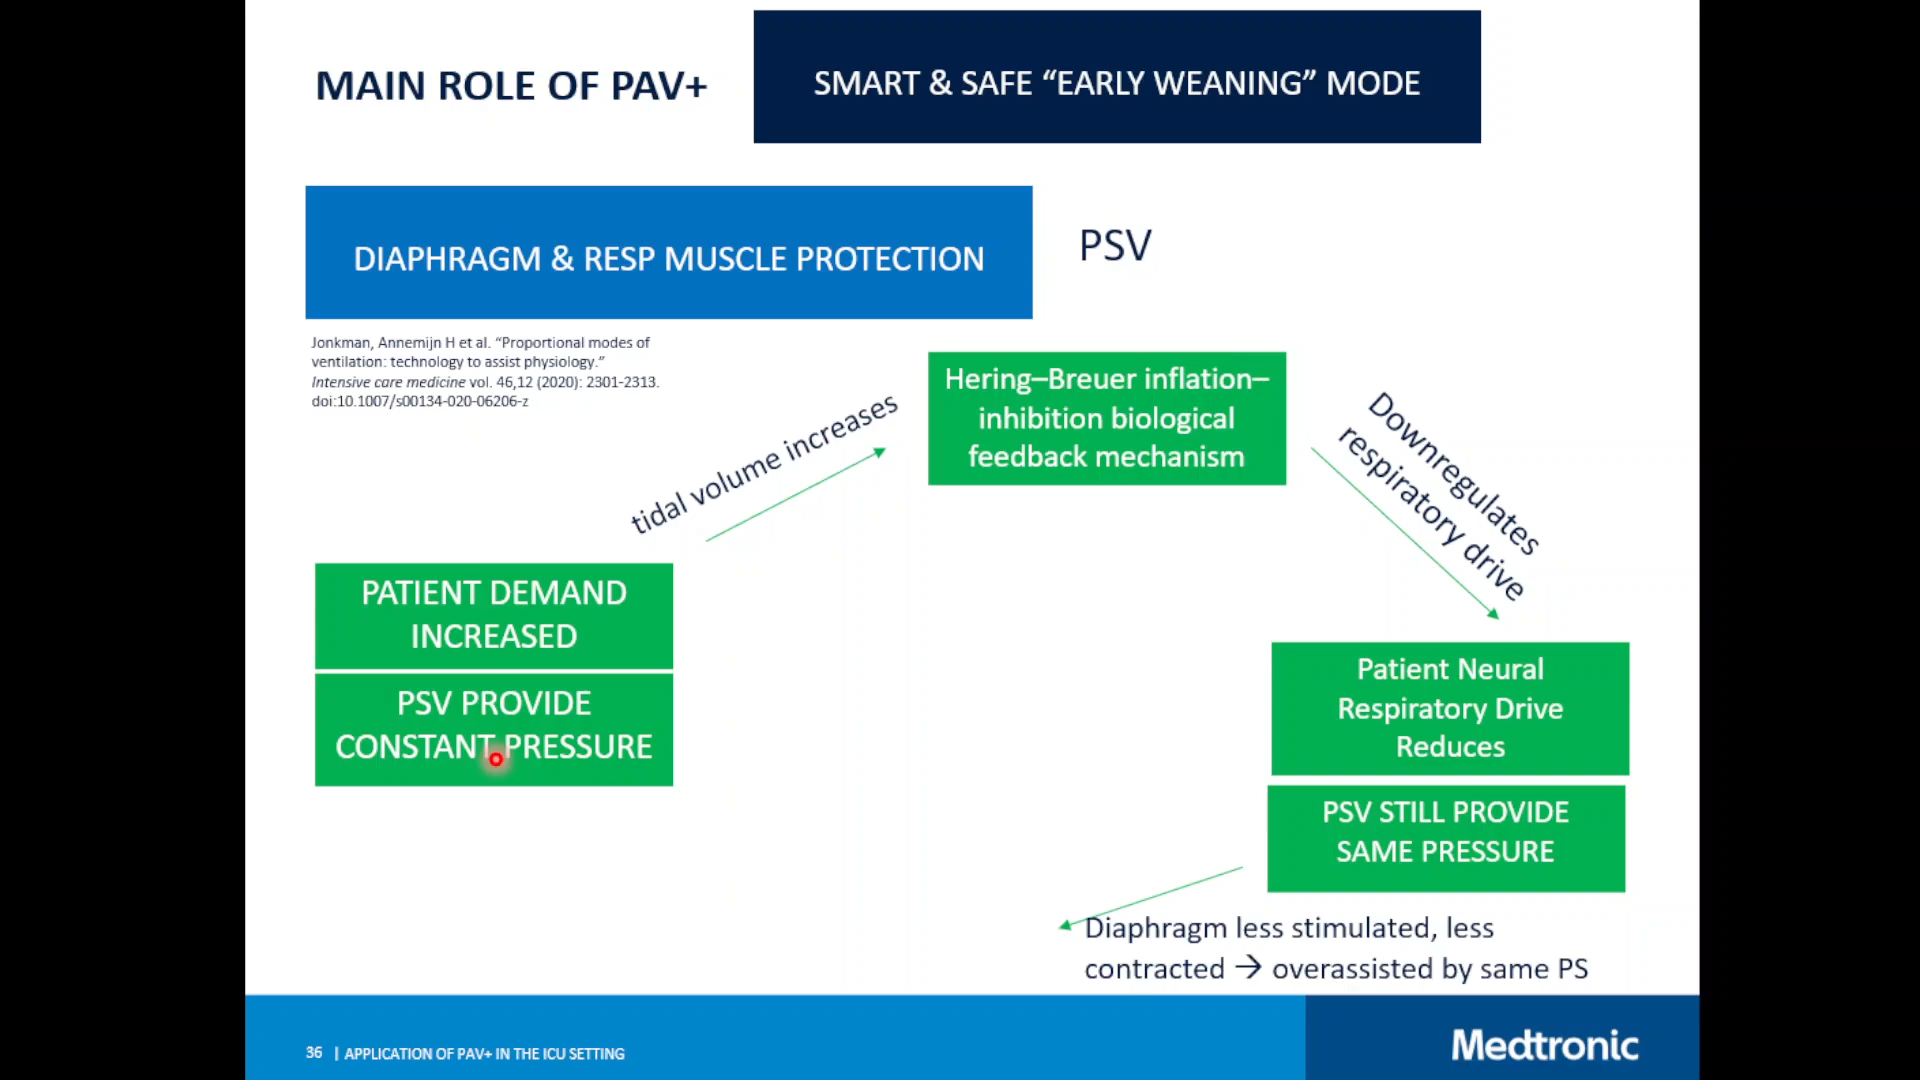 MAIN ROLE OF PAV+
SMART & SAFE “EARLY WEANING” MODE
DIAPHRAGM & RESP MUSCLE PROTECTION
PSV
Jonkman, Annemijn H et al. “Proportional modes of
ventilation: technology to assist physiology.”
Intensive care medicine vol. 46,12 (2020): 2301-2313.
doi:10.1007/s00134-020-06206-z
PATIENT DEMAND
INCREASED
PSV PROVIDE
CONSTANT PRESSURE
tidal volume increases
Hering–Breuer inflation–
inhibition biological
feedback mechanism
Downregulates
respiratory drive
Patient Neural
Respiratory Drive
Reduces
PSV STILL PROVIDE
SAME PRESSURE
Diaphragm less stimulated, less
contracted → overassisted by same PS
36 | APPLICATION OF PAV+ IN THE ICU SETTING
Medtronic